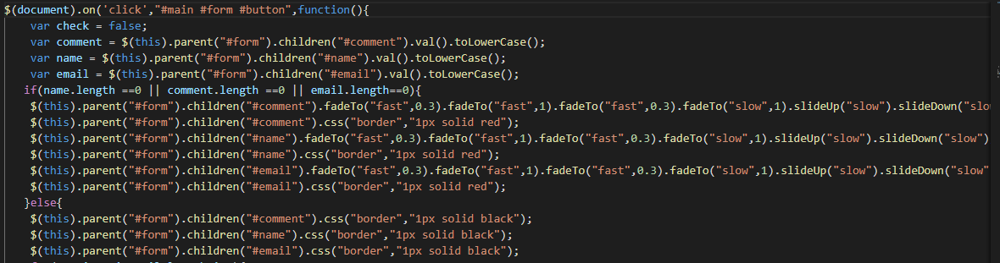 $(document).on('click',"#main #form #button",function(){
var check = false;
var comment = $(this).parent("#form").children("#comment").val().toLowerCase();
var name = $(this).parent("#form").children("#name").val().toLowerCase();
var email = $(this).parent("#form").children("#email").val().toLowerCase();
if(name.length ==0 || comment.length ==0 || email.length==0){
$(this).parent("#form").children("#comment").fadeTo("fast",0.3).fadeTo("fast",1).fadeTo("fast",0.3).fadeTo("slow",1).slideUp("slow").slideDown("slo
$(this).parent("#form").children("#comment").css("border","1px solid red");
$(this).parent("#form").children("#name").fadeTo("fast",0.3).fadeTo("fast",1).fadeTo("fast",0.3).fadeTo("slow",1).slideUp("slow").slideDown("slow")
$(this).parent("#form").children("#name").css("border","1px solid red");
$(this).parent("#form").children("#email").fadeTo("fast",0.3).fadeTo("fast",1).fadeTo("fast",0.3).fadeTo("slow",1).slideUp("slow").slideDown("slow"
$(this).parent("#form").children("#email").css("border","1px solid red");
}else{
$(this).parent("#form").children("#comment").css("border","1px solid black");
$(this).parent("#form").children("#name").css("border","1px solid black");
$(this).parent("#form").children("#email").css("border","1px solid black");